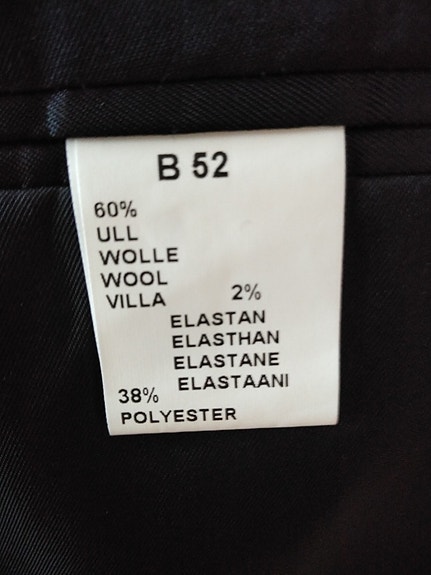 B 52
60%
ULL
WOLLE
WOOL
VILLA
2%
ELASTAN
ELASTHAN
ELASTANE
ELASTAANI
38%
POLYESTER